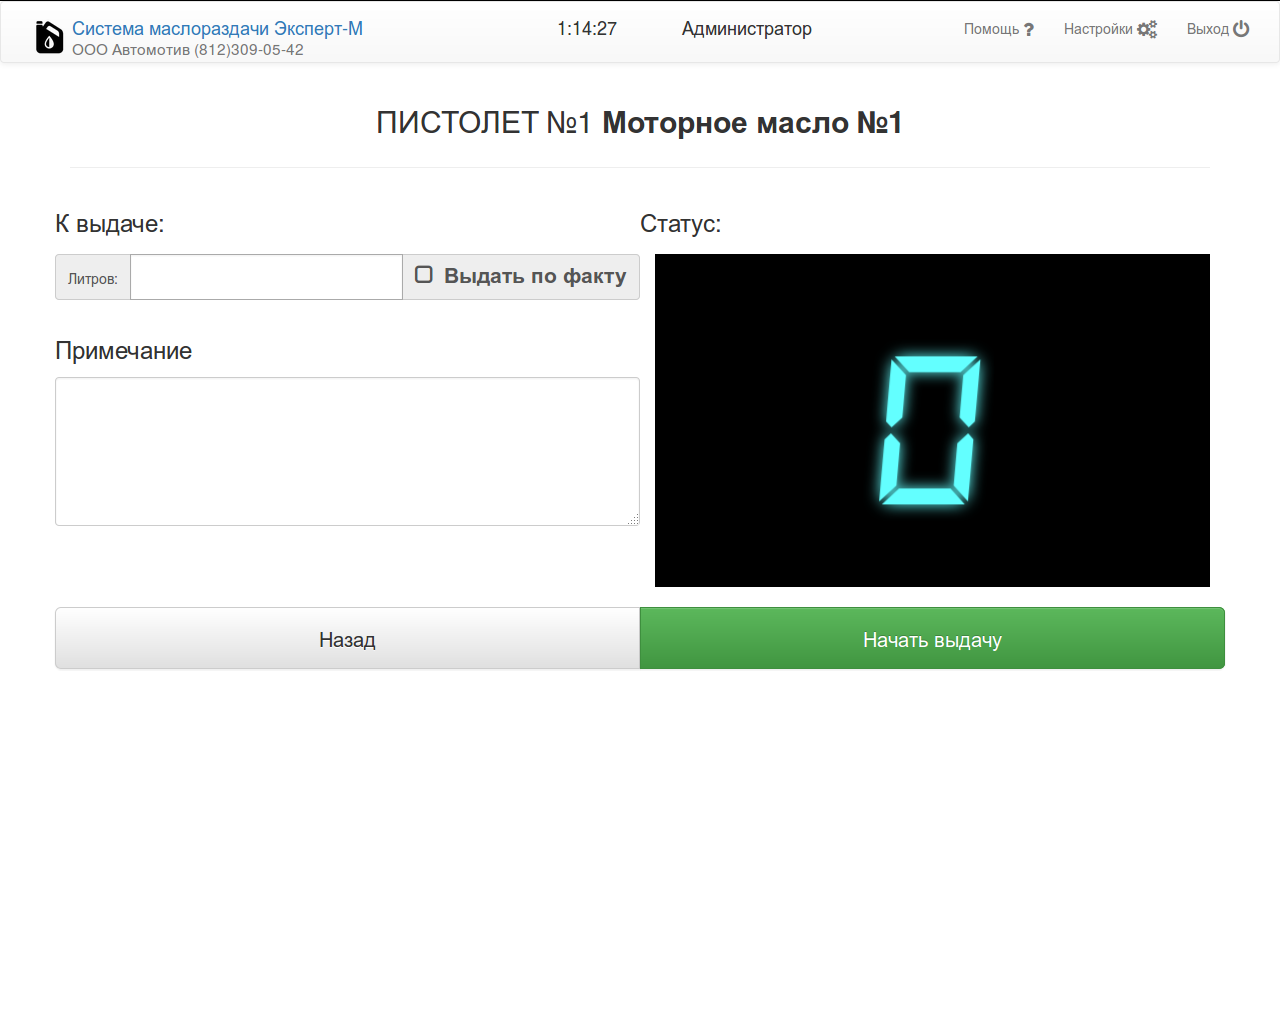 Система маслораздачи Эксперт-М
ООО Автомотив (812)309-05-42
1:14:27
Администратор
Помощь ?
Настройки
Выход
ПИСТОЛЕТ №1 Моторное масло №1
К выдаче:
Литров:
Выдать по факту
Примечание
Статус:
0
Назад
Начать выдачу